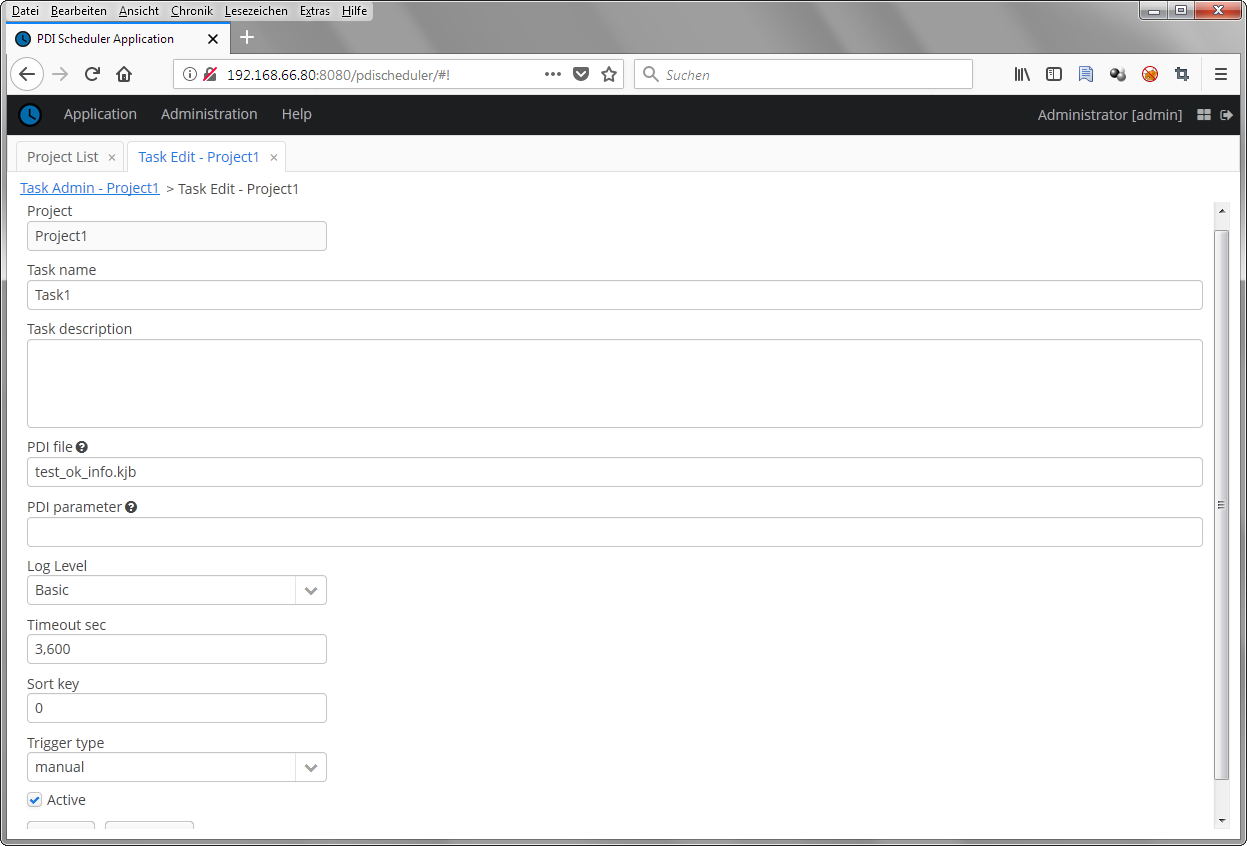 Datei Bearbeiten Ansicht Chronik Lesezeichen Extras Hilfe
PDI Scheduler Application
192.168.66.80:8080/pdischeduler/#! Suchen
Application Administration Help Administrator [admin]
Project List × Task Edit - Project1 ×
Task Admin - Project1 > Task Edit - Project1
Project
Project1
Task name
Task1
Task description
PDI file
test_ok_info.kjb
PDI parameter
Log Level
Basic
Timeout sec
3,600
Sort key
0
Trigger type
manual
Active